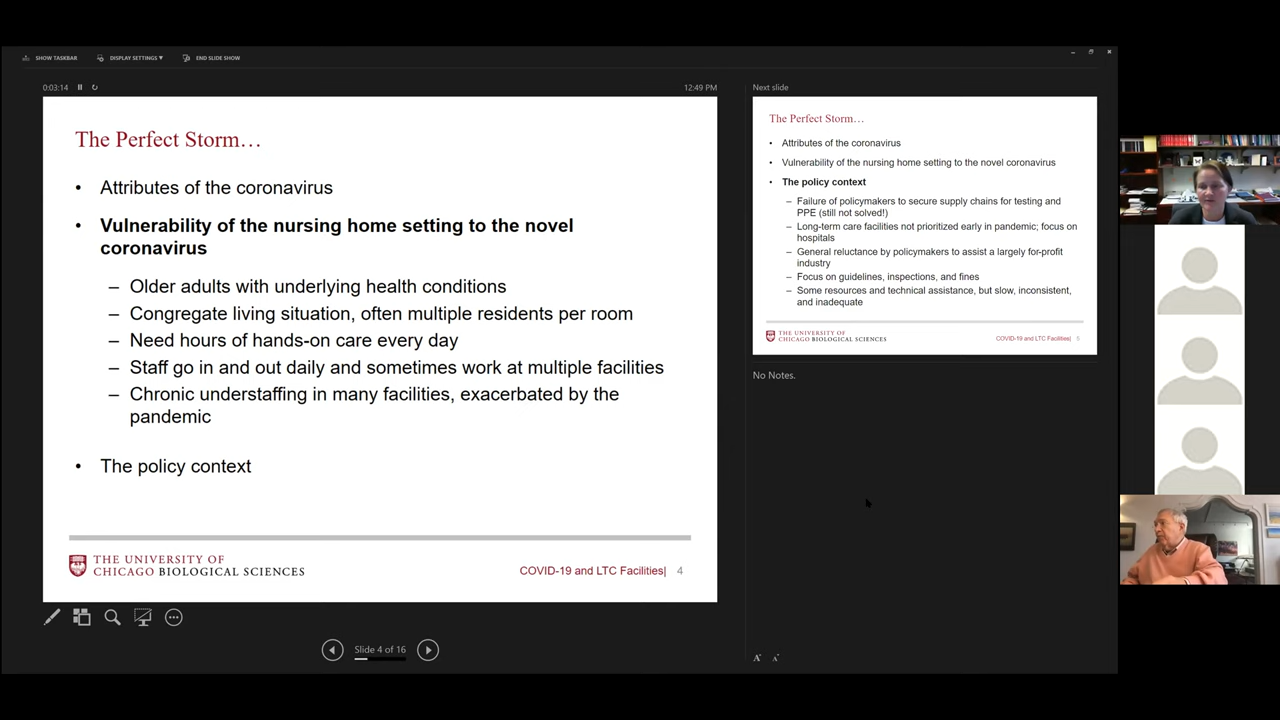 SHOW TASKBAR
DISPLAY SETTINGS ▾
END SLIDE SHOW
0:03:14
12:49 PM
The Perfect Storm…
• Attributes of the coronavirus
• Vulnerability of the nursing home setting to the novel
coronavirus
– Older adults with underlying health conditions
– Congregate living situation, often multiple residents per room
– Need hours of hands-on care every day
– Staff go in and out daily and sometimes work at multiple facilities
– Chronic understaffing in many facilities, exacerbated by the
pandemic
• The policy context
THE UNIVERSITY OF
CHICAGO BIOLOGICAL SCIENCES
COVID-19 and LTC Facilities| 4
Slide 4 of 16
Next slide
The Perfect Storm…
• Attributes of the coronavirus
• Vulnerability of the nursing home setting to the novel coronavirus
• The policy context
– Failure of policymakers to secure supply chains for testing and
PPE (still not solved!)
– Long-term care facilities not prioritized early in pandemic; focus on
hospitals
– General reluctance by policymakers to assist a largely for-profit
industry
– Focus on guidelines, inspections, and fines
– Some resources and technical assistance, but slow, inconsistent,
and inadequate
THE UNIVERSITY OF
CHICAGO BIOLOGICAL SCIENCES
COVID-19 and LTC Facilities| 5
No Notes.
A A